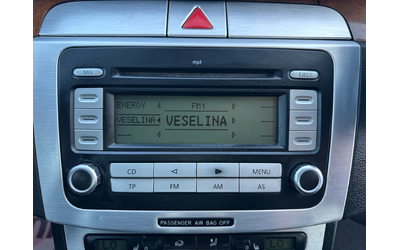 mp3
MIX
EJECT
ENERGY FM1
VESELINA VESELINA
CD MENU
TP FM AM AS
PASSENGER AIR BAG OFF